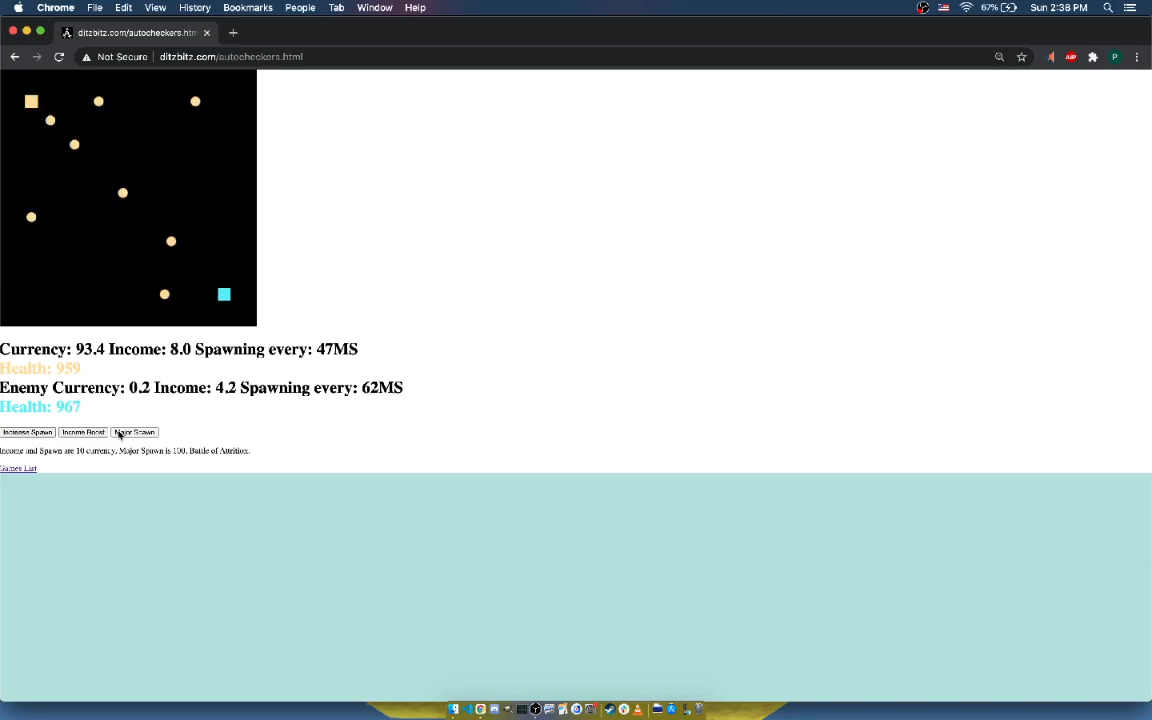 Chrome File Edit View History Bookmarks People Tab Window Help 67% Sun 2:38 PM
ditzbitz.com/autocheckers.htm
Not Secure ditzbitz.com/autocheckers.html ABP P
Currency: 93.4 Income: 8.0 Spawning every: 47MS
Health: 959
Enemy Currency: 0.2 Income: 4.2 Spawning every: 62MS
Health: 967
Increase Spawn Income Boost Major Spawn
Income and Spawn are 10 currency, Major Spawn is 100, Battle of Attrition.
Games List